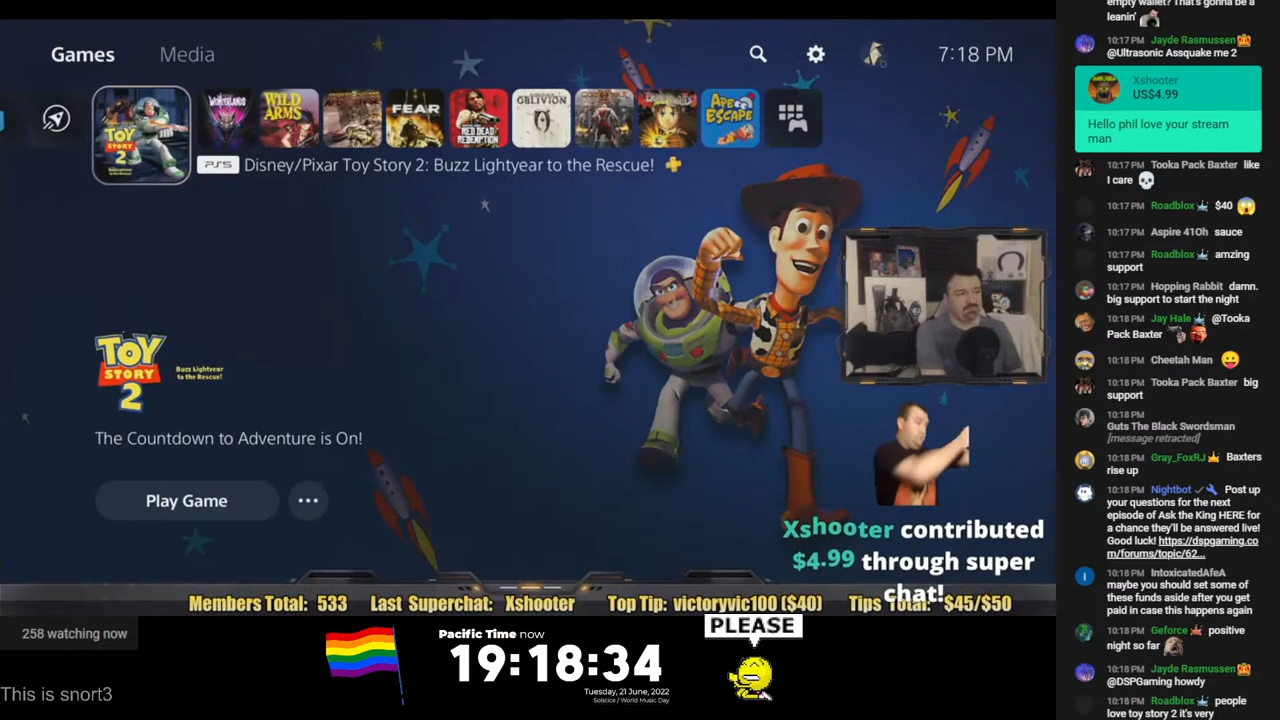 Games Media
7:18 PM
TOY STORY 2
WONDERLANDS
WILD ARMS
FEAR
RED DEAD REDEMPTION
OBLIVION
APE ESCAPE
PS5 Disney/Pixar Toy Story 2: Buzz Lightyear to the Rescue!
TOY STORY 2
Buzz Lightyear
to the Rescue!
The Countdown to Adventure is On!
Play Game
Xshooter contributed
$4.99 through super
chat!
Members Total: 533 Last Superchat: Xshooter Top Tip: victoryvic100 ($40) Tips Total: $45/$50
258 watching now
This is snort3
Pacific Time now
19:18:34
Tuesday, 21 June, 2022
Solstice / World Music Day
PLEASE
empty wallet? That's gonna be a
leanin'
10:17 PM Jayde Rasmussen
@Ultrasonic Assquake me 2
Xshooter
US$4.99
Hello phil love your stream
man
10:17 PM Tooka Pack Baxter like
I care
10:17 PM Roadblox $40
10:17 PM Aspire 41Oh sauce
10:17 PM Roadblox amzing
support
10:17 PM Hopping Rabbit damn.
big support to start the night
10:18 PM Jay Hale @Tooka
Pack Baxter
10:18 PM Cheetah Man
10:18 PM Tooka Pack Baxter big
support
10:18 PM
Guts The Black Swordsman
[message retracted]
10:18 PM Gray_FoxRJ Baxters
rise up
10:18 PM Nightbot Post up
your questions for the next
episode of Ask the King HERE for
a chance they'll be answered live!
Good luck! https://dspgaming.co
m/forums/topic/62...
10:18 PM IntoxicatedAfeA
maybe you should set some of
these funds aside after you get
paid in case this happens again
10:18 PM Geforce positive
night so far
10:18 PM Jayde Rasmussen
@DSPGaming howdy
10:18 PM Roadblox people
love toy story 2 it's very